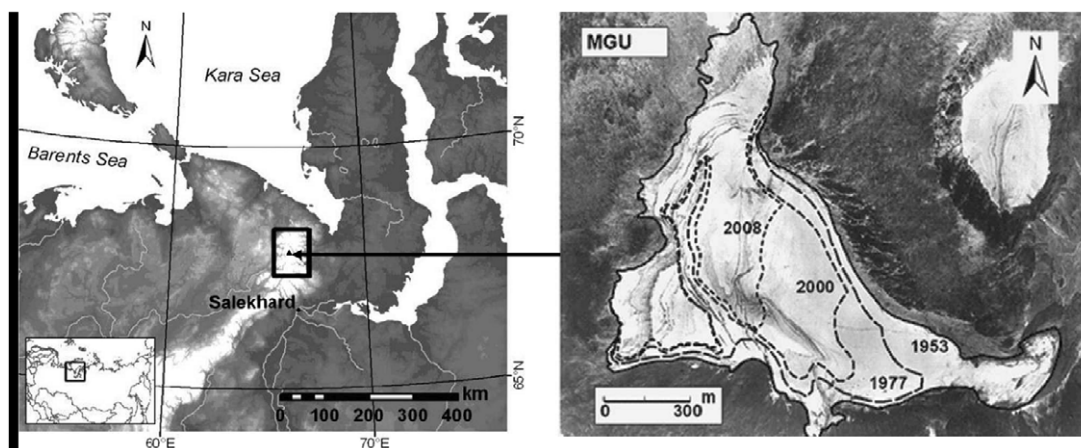 N
Kara Sea
Barents Sea
70°N
Salekhard
65°N
km
0 100 200 300 400
60°E
70°E
MGU
N
2008
2000
1953
1977
m
0 300